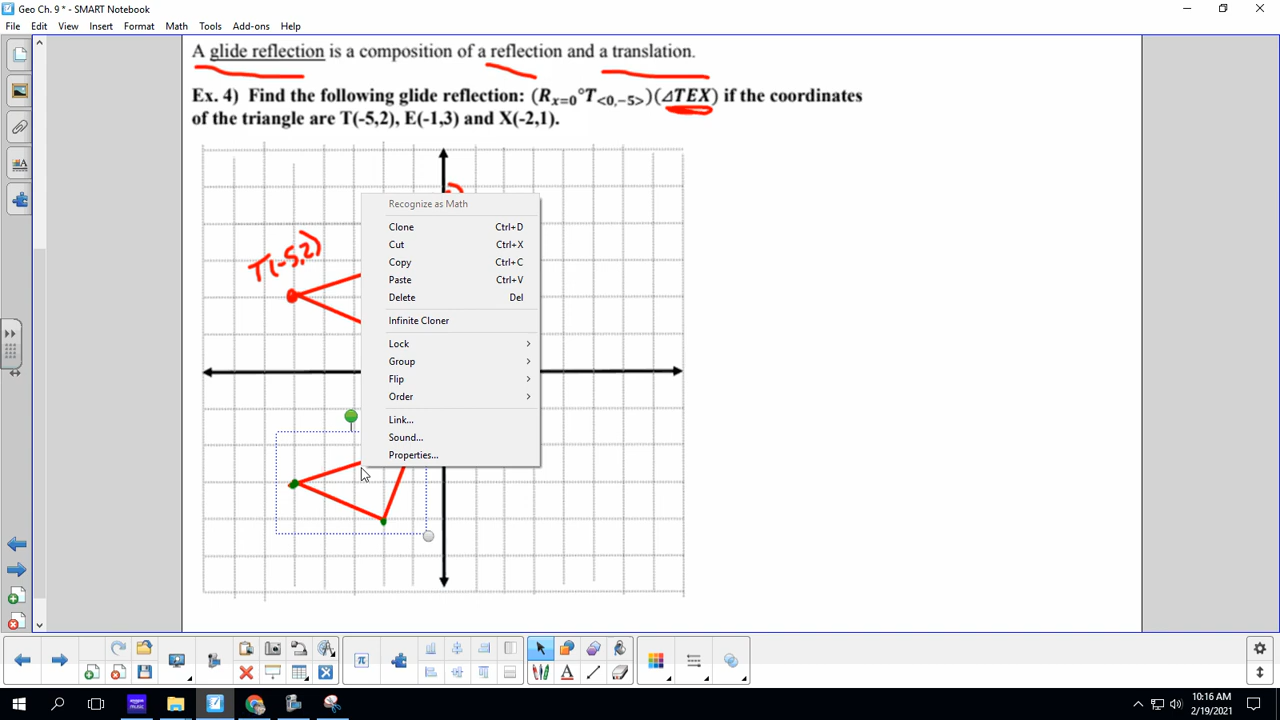 Geo Ch. 9* - SMART Notebook
File Edit View Insert Format Math Tools Add-ons Help
A glide reflection is a composition of a reflection and a translation.
Ex. 4) Find the following glide reflection: (Rₓ₌₀°T<0,−5>)(⊿TEX) if the coordinates
of the triangle are T(-5,2), E(-1,3) and X(-2,1).
T(-5,2)
Recognize as Math
Clone Ctrl+D
Cut Ctrl+X
Copy Ctrl+C
Paste Ctrl+V
Delete Del
Infinite Cloner
Lock
Group
Flip
Order
Link...
Sound...
Properties...
10:16 AM
2/19/2021